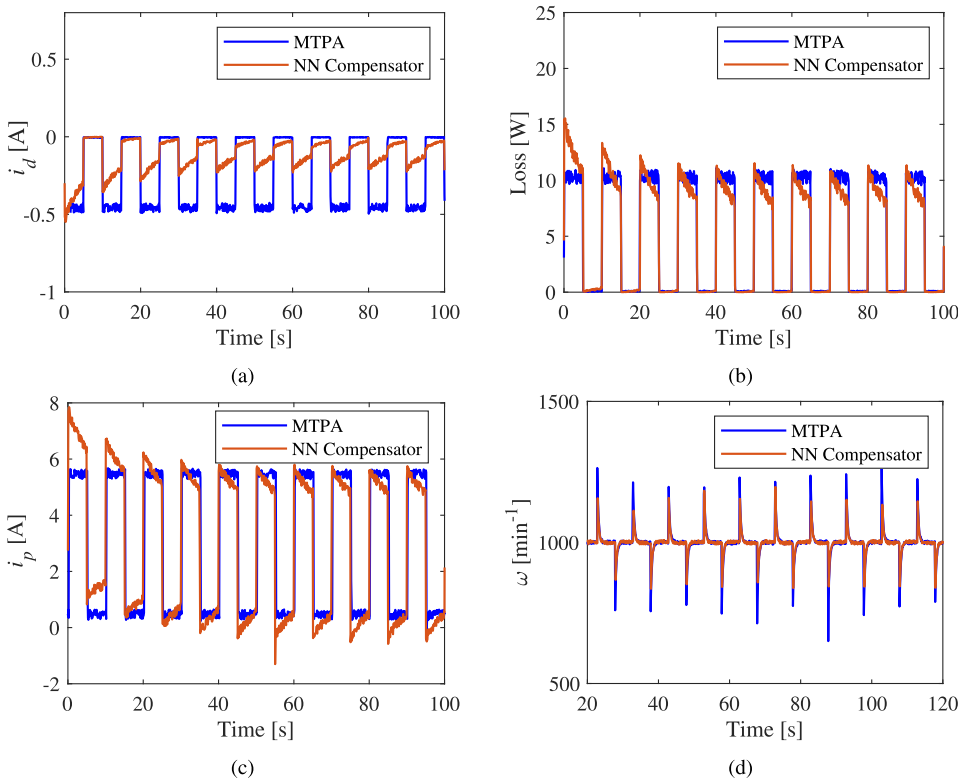 0.5
0
-0.5
-1
i_d [A]
MTPA
NN Compensator
0 20 40 60 80 100
Time [s]
(a)
25
20
15
10
5
0
Loss [W]
MTPA
NN Compensator
0 20 40 60 80 100
Time [s]
(b)
8
6
4
2
0
-2
i_p [A]
MTPA
NN Compensator
0 20 40 60 80 100
Time [s]
(c)
1500
1000
500
ω [min⁻¹]
MTPA
NN Compensator
20 40 60 80 100 120
Time [s]
(d)